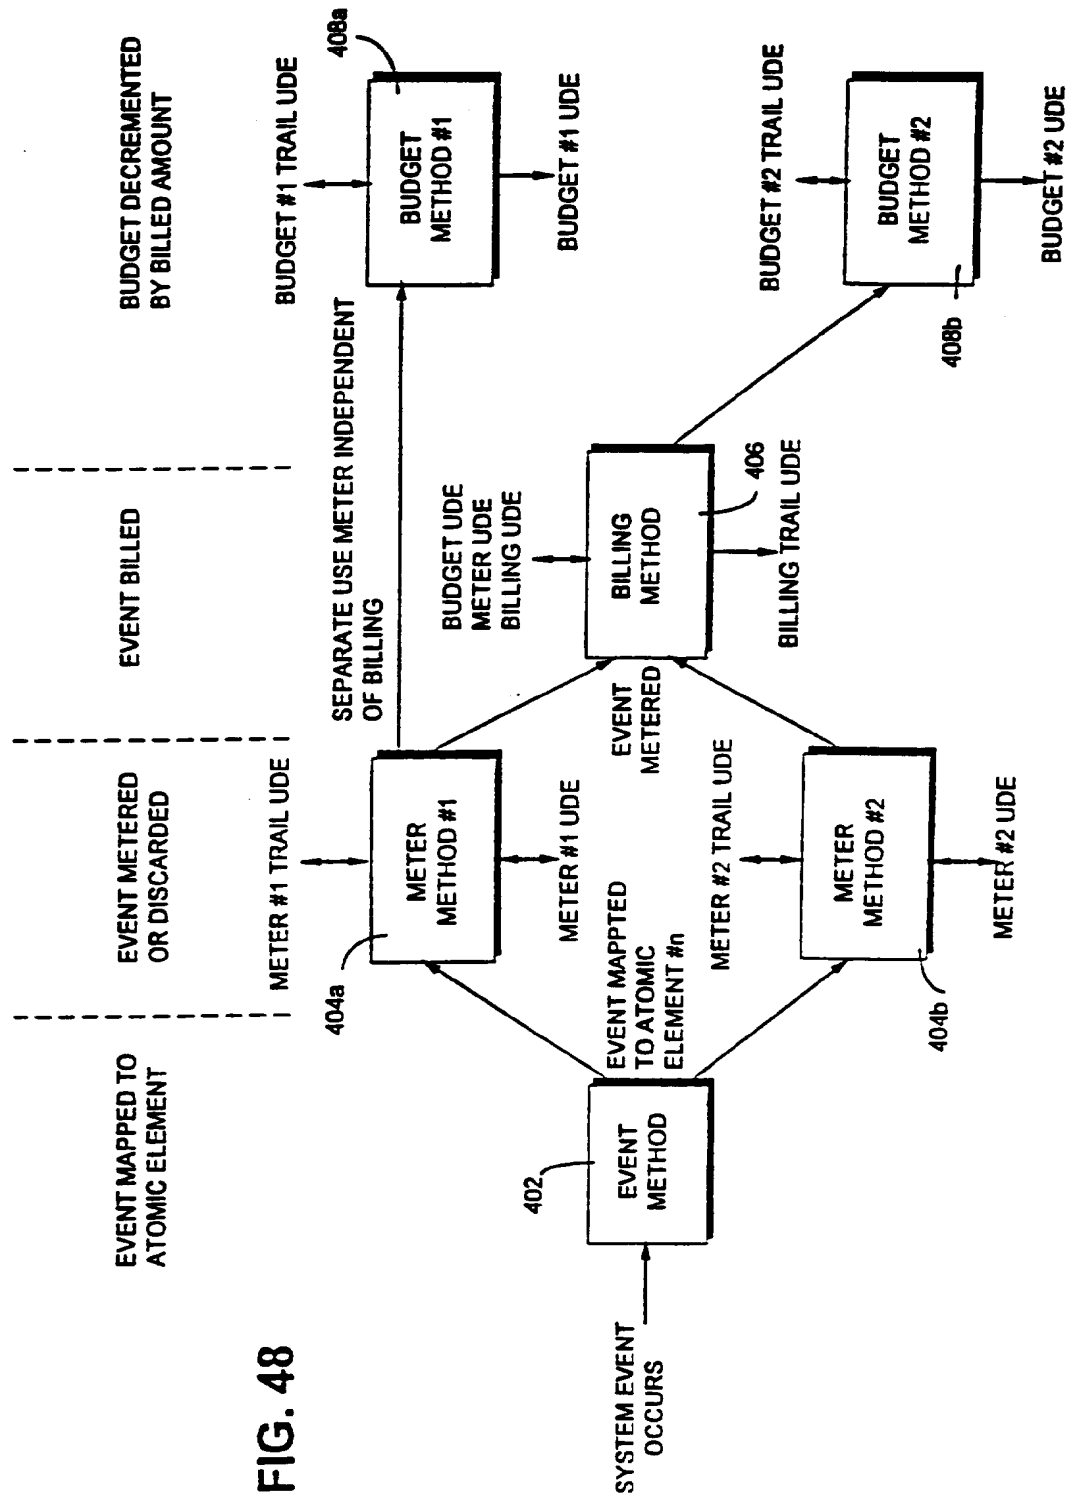 FIG. 48
EVENT MAPPED TO
ATOMIC ELEMENT
EVENT METERED
OR DISCARDED
EVENT BILLED
BUDGET DECREMENTED
BY BILLED AMOUNT
SYSTEM EVENT
OCCURS
402
EVENT
METHOD
EVENT MAPPTED
TO ATOMIC
ELEMENT #n
METER #1 TRAIL UDE
404a
METER
METHOD #1
METER #1 UDE
METER #2 TRAIL UDE
METER
METHOD #2
404b
METER #2 UDE
SEPARATE USE METER INDEPENDENT
OF BILLING
EVENT
METERED
BUDGET UDE
METER UDE
BILLING UDE
BILLING
METHOD
406
BILLING TRAIL UDE
BUDGET #1 TRAIL UDE
408a
BUDGET
METHOD #1
BUDGET #1 UDE
BUDGET #2 TRAIL UDE
BUDGET
METHOD #2
408b
BUDGET #2 UDE